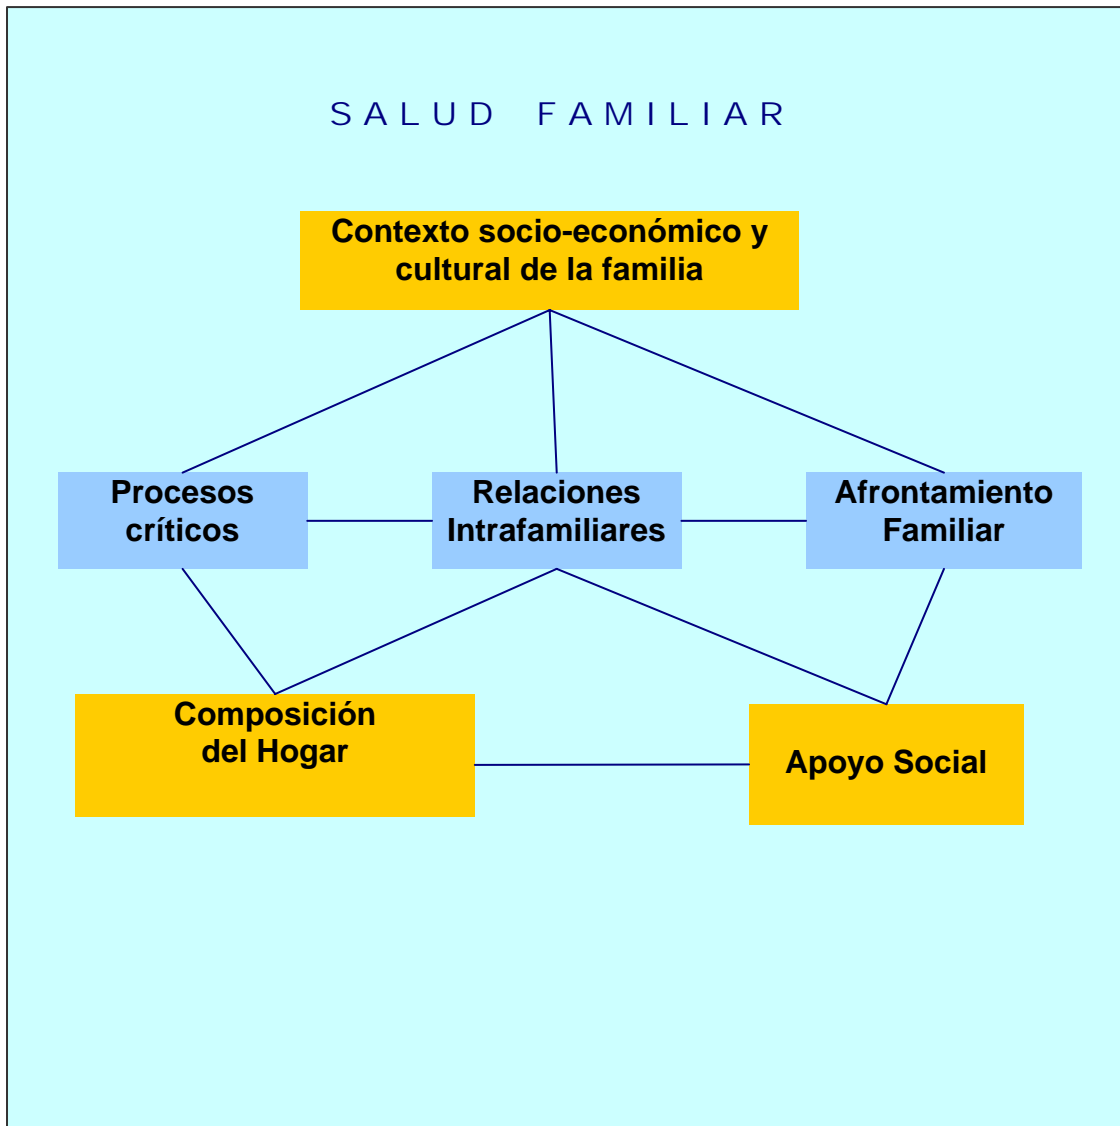 SALUD FAMILIAR
Contexto socio-económico y
cultural de la familia
Procesos
críticos
Relaciones
Intrafamiliares
Afrontamiento
Familiar
Composición
del Hogar
Apoyo Social